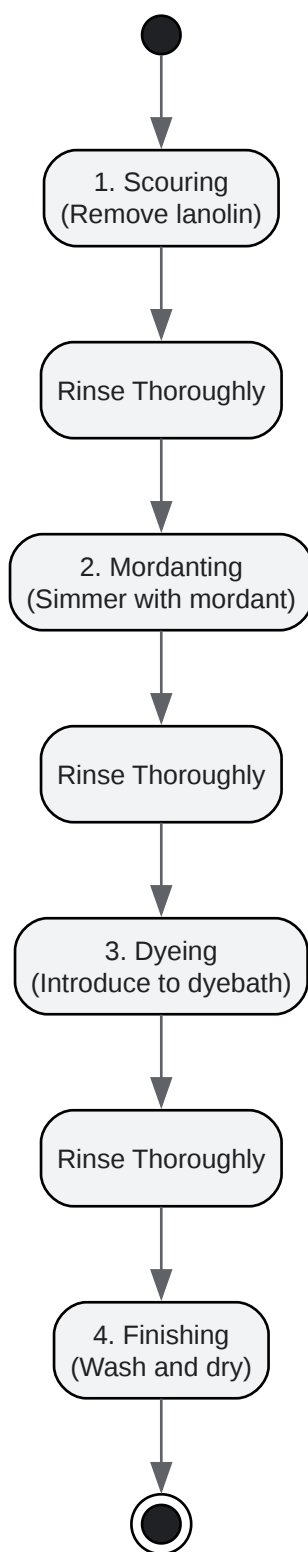 1. Scouring
(Remove lanolin)
Rinse Thoroughly
2. Mordanting
(Simmer with mordant)
Rinse Thoroughly
3. Dyeing
(Introduce to dyebath)
Rinse Thoroughly
4. Finishing
(Wash and dry)